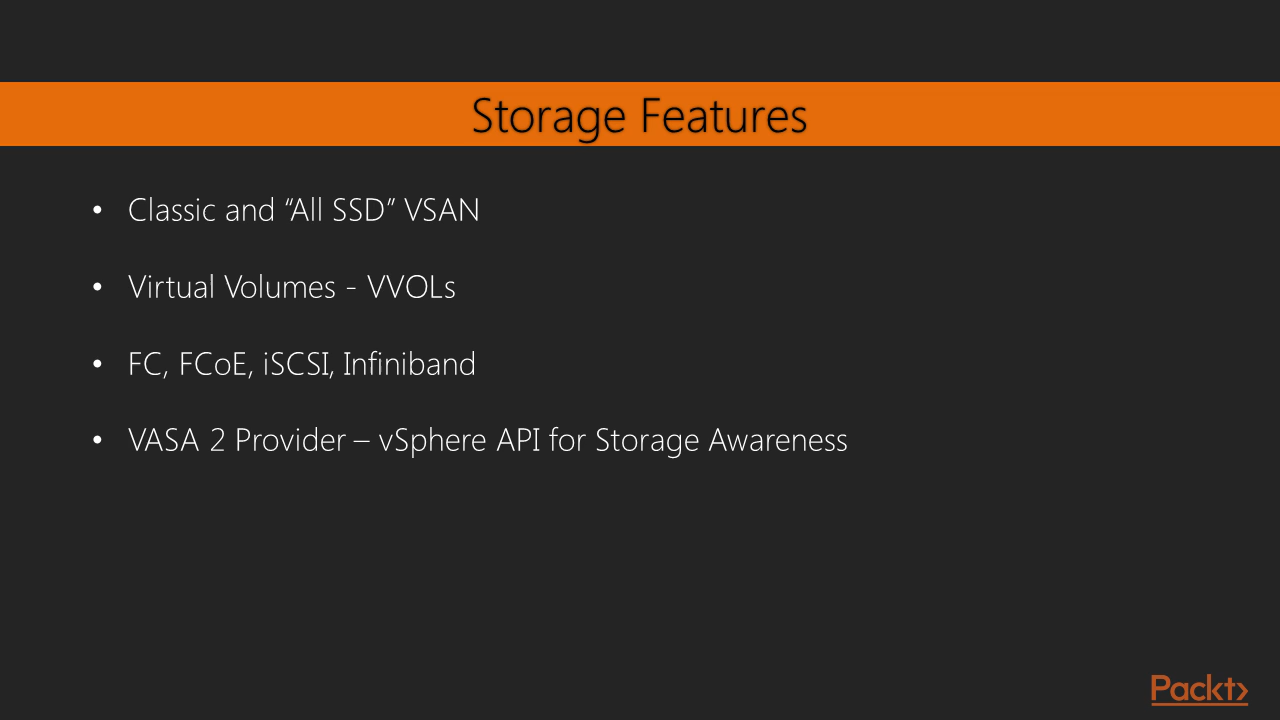 Storage Features
• Classic and “All SSD” VSAN
• Virtual Volumes - VVOLs
• FC, FCoE, iSCSI, Infiniband
• VASA 2 Provider – vSphere API for Storage Awareness
Packt>